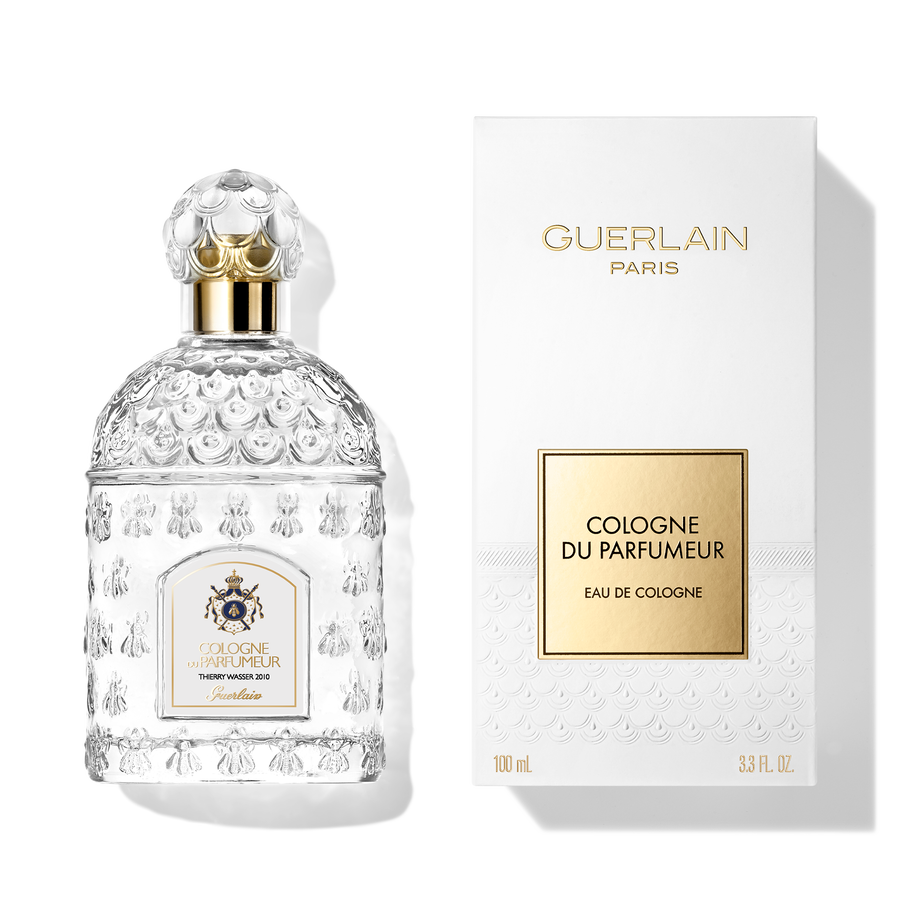 COLOGNE
DU PARFUMEUR
THIERRY WASSER 2010
Guerlain
GUERLAIN
PARIS
COLOGNE
DU PARFUMEUR
EAU DE COLOGNE
100 mL
3.3 FL. OZ.